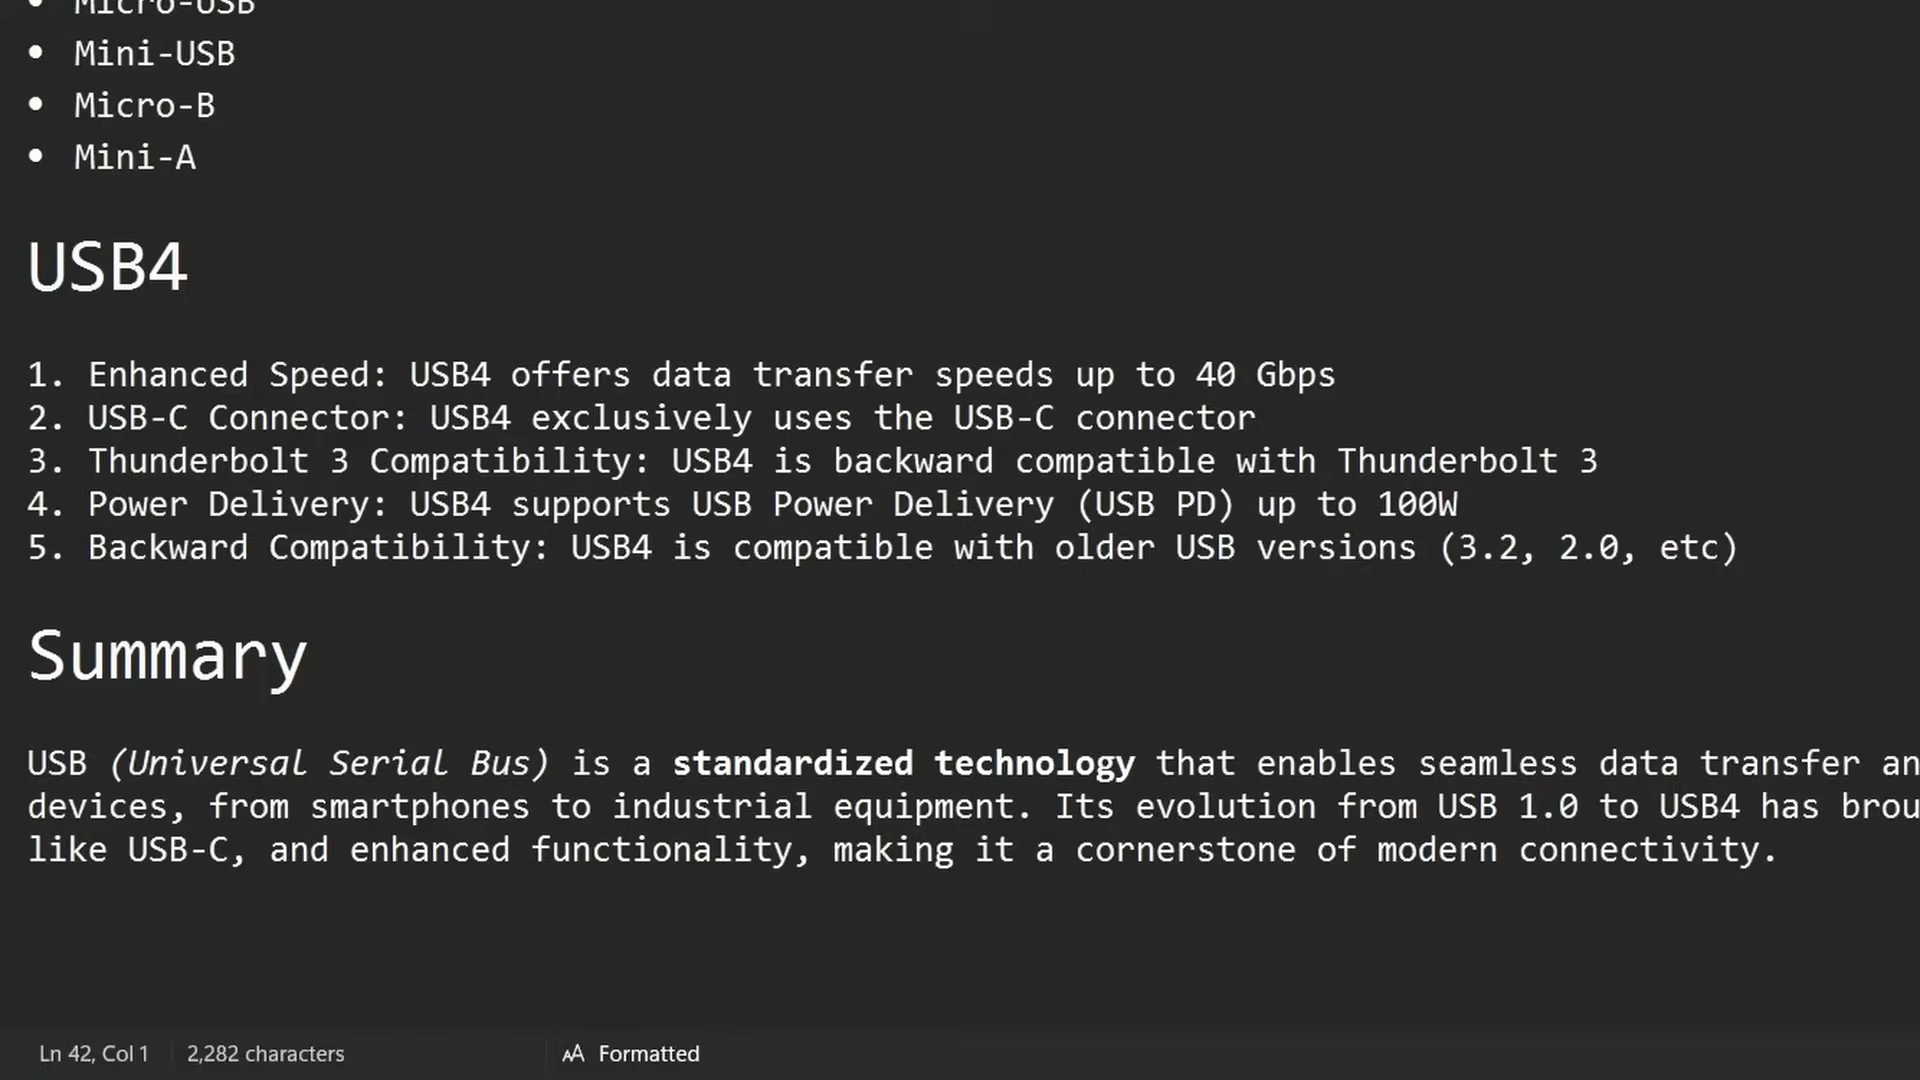 • Micro-USB
• Mini-USB
• Micro-B
• Mini-A
USB4
1. Enhanced Speed: USB4 offers data transfer speeds up to 40 Gbps
2. USB-C Connector: USB4 exclusively uses the USB-C connector
3. Thunderbolt 3 Compatibility: USB4 is backward compatible with Thunderbolt 3
4. Power Delivery: USB4 supports USB Power Delivery (USB PD) up to 100W
5. Backward Compatibility: USB4 is compatible with older USB versions (3.2, 2.0, etc)
Summary
USB (Universal Serial Bus) is a standardized technology that enables seamless data transfer an
devices, from smartphones to industrial equipment. Its evolution from USB 1.0 to USB4 has brou
like USB-C, and enhanced functionality, making it a cornerstone of modern connectivity.
Ln 42, Col 1 2,282 characters AA Formatted